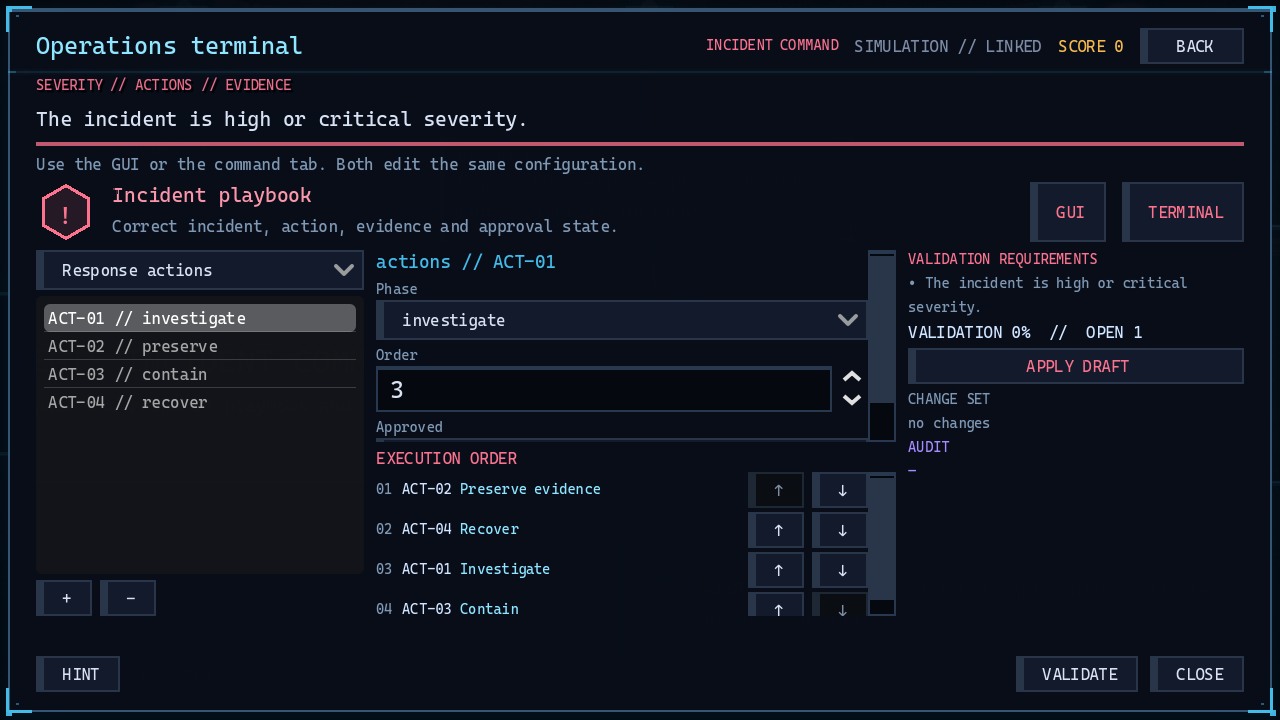 Operations terminal
INCIDENT COMMAND
SIMULATION // LINKED
SCORE 0
BACK
SEVERITY // ACTIONS // EVIDENCE
The incident is high or critical severity.
Use the GUI or the command tab. Both edit the same configuration.
!
Incident playbook
Correct incident, action, evidence and approval state.
GUI
TERMINAL
Response actions
ACT-01 // investigate
ACT-02 // preserve
ACT-03 // contain
ACT-04 // recover
+
−
actions // ACT-01
Phase
investigate
Order
3
Approved
EXECUTION ORDER
01 ACT-02 Preserve evidence ↑ ↓
02 ACT-04 Recover ↑ ↓
03 ACT-01 Investigate ↑ ↓
04 ACT-03 Contain ↑ ↓
VALIDATION REQUIREMENTS
• The incident is high or critical
severity.
VALIDATION 0% // OPEN 1
APPLY DRAFT
CHANGE SET
no changes
AUDIT
—
HINT
VALIDATE
CLOSE